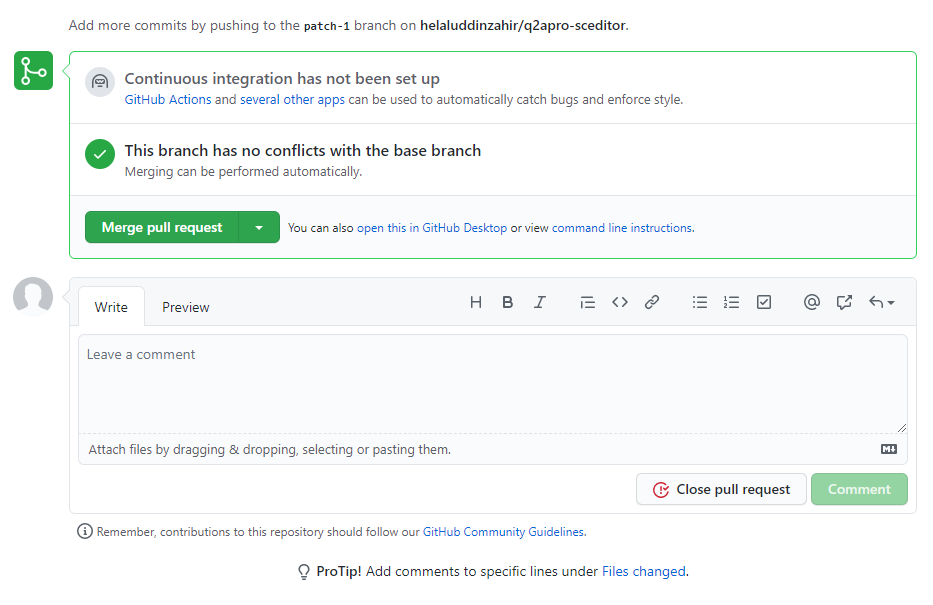 Add more commits by pushing to the patch-1 branch on helaluddinzahir/q2apro-sceditor.
Continuous integration has not been set up
GitHub Actions and several other apps can be used to automatically catch bugs and enforce style.
This branch has no conflicts with the base branch
Merging can be performed automatically.
Merge pull request You can also open this in GitHub Desktop or view command line instructions.
Write Preview H B I
Leave a comment
Attach files by dragging & dropping, selecting or pasting them. M↓
Close pull request Comment
Remember, contributions to this repository should follow our GitHub Community Guidelines.
ProTip! Add comments to specific lines under Files changed.